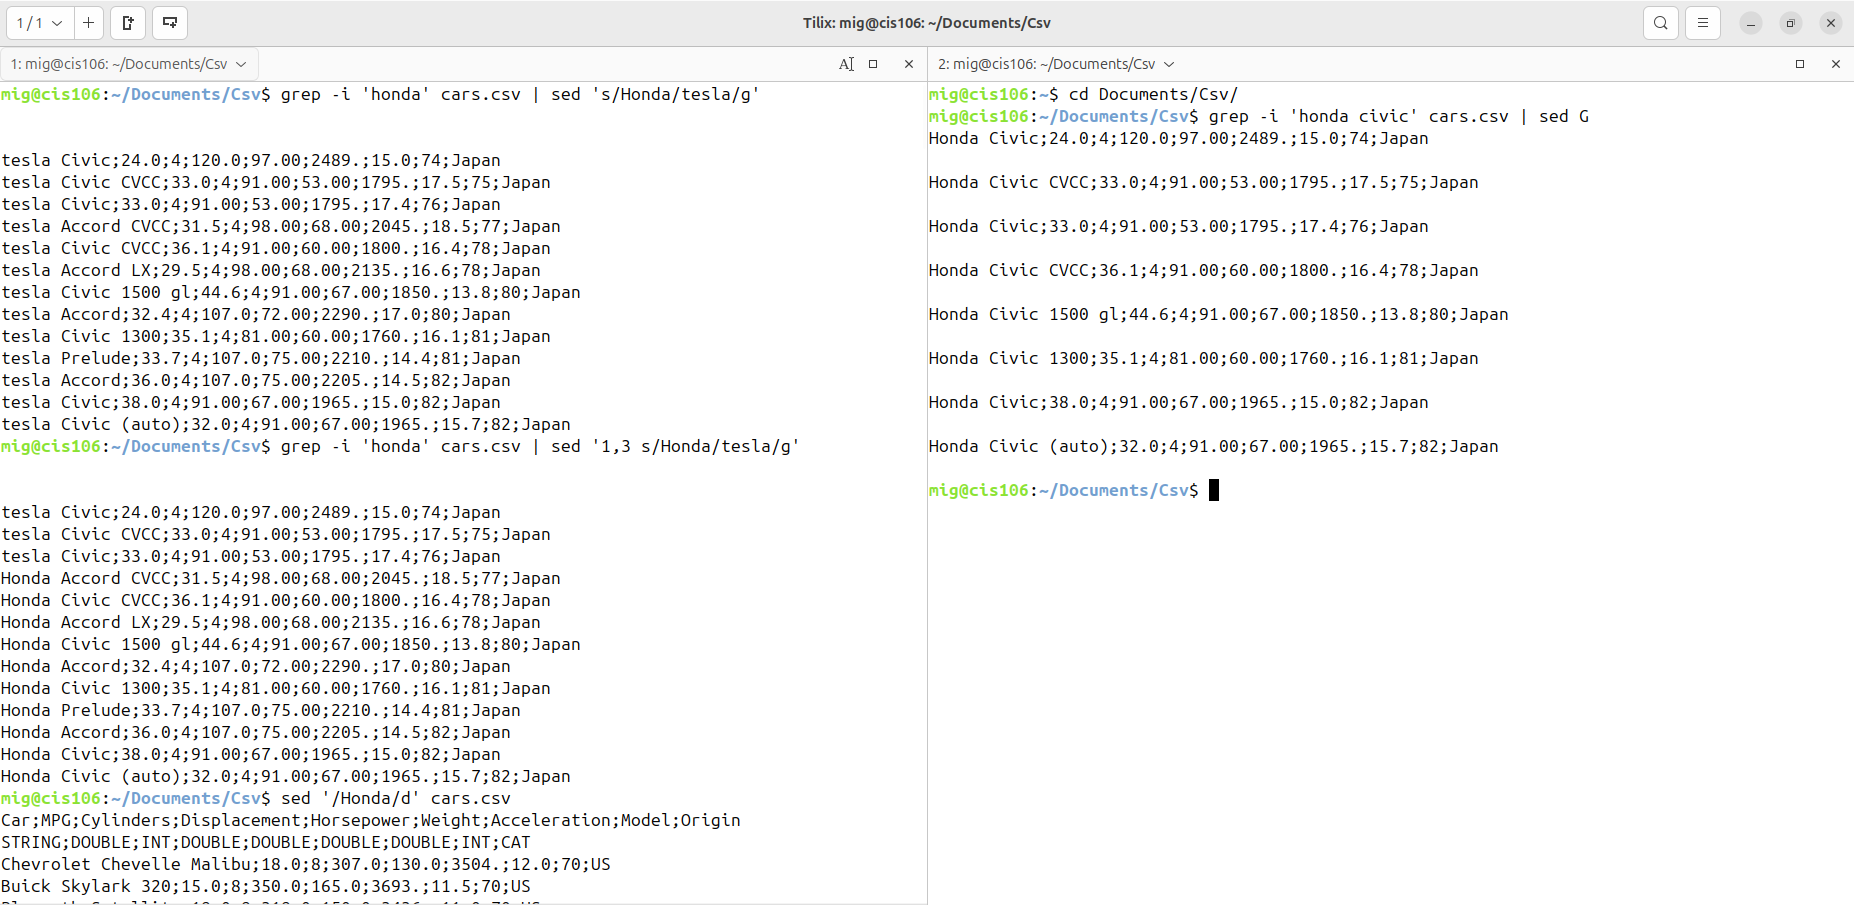 1 / 1
Tilix: mig@cis106: ~/Documents/Csv
1: mig@cis106: ~/Documents/Csv
mig@cis106:~/Documents/Csv$ grep -i 'honda' cars.csv | sed 's/Honda/tesla/g'
tesla Civic;24.0;4;120.0;97.00;2489.;15.0;74;Japan
tesla Civic CVCC;33.0;4;91.00;53.00;1795.;17.5;75;Japan
tesla Civic;33.0;4;91.00;53.00;1795.;17.4;76;Japan
tesla Accord CVCC;31.5;4;98.00;68.00;2045.;18.5;77;Japan
tesla Civic CVCC;36.1;4;91.00;60.00;1800.;16.4;78;Japan
tesla Accord LX;29.5;4;98.00;68.00;2135.;16.6;78;Japan
tesla Civic 1500 gl;44.6;4;91.00;67.00;1850.;13.8;80;Japan
tesla Accord;32.4;4;107.0;72.00;2290.;17.0;80;Japan
tesla Civic 1300;35.1;4;81.00;60.00;1760.;16.1;81;Japan
tesla Prelude;33.7;4;107.0;75.00;2210.;14.4;81;Japan
tesla Accord;36.0;4;107.0;75.00;2205.;14.5;82;Japan
tesla Civic;38.0;4;91.00;67.00;1965.;15.0;82;Japan
tesla Civic (auto);32.0;4;91.00;67.00;1965.;15.7;82;Japan
mig@cis106:~/Documents/Csv$ grep -i 'honda' cars.csv | sed '1,3 s/Honda/tesla/g'
tesla Civic;24.0;4;120.0;97.00;2489.;15.0;74;Japan
tesla Civic CVCC;33.0;4;91.00;53.00;1795.;17.5;75;Japan
tesla Civic;33.0;4;91.00;53.00;1795.;17.4;76;Japan
Honda Accord CVCC;31.5;4;98.00;68.00;2045.;18.5;77;Japan
Honda Civic CVCC;36.1;4;91.00;60.00;1800.;16.4;78;Japan
Honda Accord LX;29.5;4;98.00;68.00;2135.;16.6;78;Japan
Honda Civic 1500 gl;44.6;4;91.00;67.00;1850.;13.8;80;Japan
Honda Accord;32.4;4;107.0;72.00;2290.;17.0;80;Japan
Honda Civic 1300;35.1;4;81.00;60.00;1760.;16.1;81;Japan
Honda Prelude;33.7;4;107.0;75.00;2210.;14.4;81;Japan
Honda Accord;36.0;4;107.0;75.00;2205.;14.5;82;Japan
Honda Civic;38.0;4;91.00;67.00;1965.;15.0;82;Japan
Honda Civic (auto);32.0;4;91.00;67.00;1965.;15.7;82;Japan
mig@cis106:~/Documents/Csv$ sed '/Honda/d' cars.csv
Car;MPG;Cylinders;Displacement;Horsepower;Weight;Acceleration;Model;Origin
STRING;DOUBLE;INT;DOUBLE;DOUBLE;DOUBLE;DOUBLE;INT;CAT
Chevrolet Chevelle Malibu;18.0;8;307.0;130.0;3504.;12.0;70;US
Buick Skylark 320;15.0;8;350.0;165.0;3693.;11.5;70;US
2: mig@cis106: ~/Documents/Csv
mig@cis106:~$ cd Documents/Csv/
mig@cis106:~/Documents/Csv$ grep -i 'honda civic' cars.csv | sed G
Honda Civic;24.0;4;120.0;97.00;2489.;15.0;74;Japan
Honda Civic CVCC;33.0;4;91.00;53.00;1795.;17.5;75;Japan
Honda Civic;33.0;4;91.00;53.00;1795.;17.4;76;Japan
Honda Civic CVCC;36.1;4;91.00;60.00;1800.;16.4;78;Japan
Honda Civic 1500 gl;44.6;4;91.00;67.00;1850.;13.8;80;Japan
Honda Civic 1300;35.1;4;81.00;60.00;1760.;16.1;81;Japan
Honda Civic;38.0;4;91.00;67.00;1965.;15.0;82;Japan
Honda Civic (auto);32.0;4;91.00;67.00;1965.;15.7;82;Japan
mig@cis106:~/Documents/Csv$